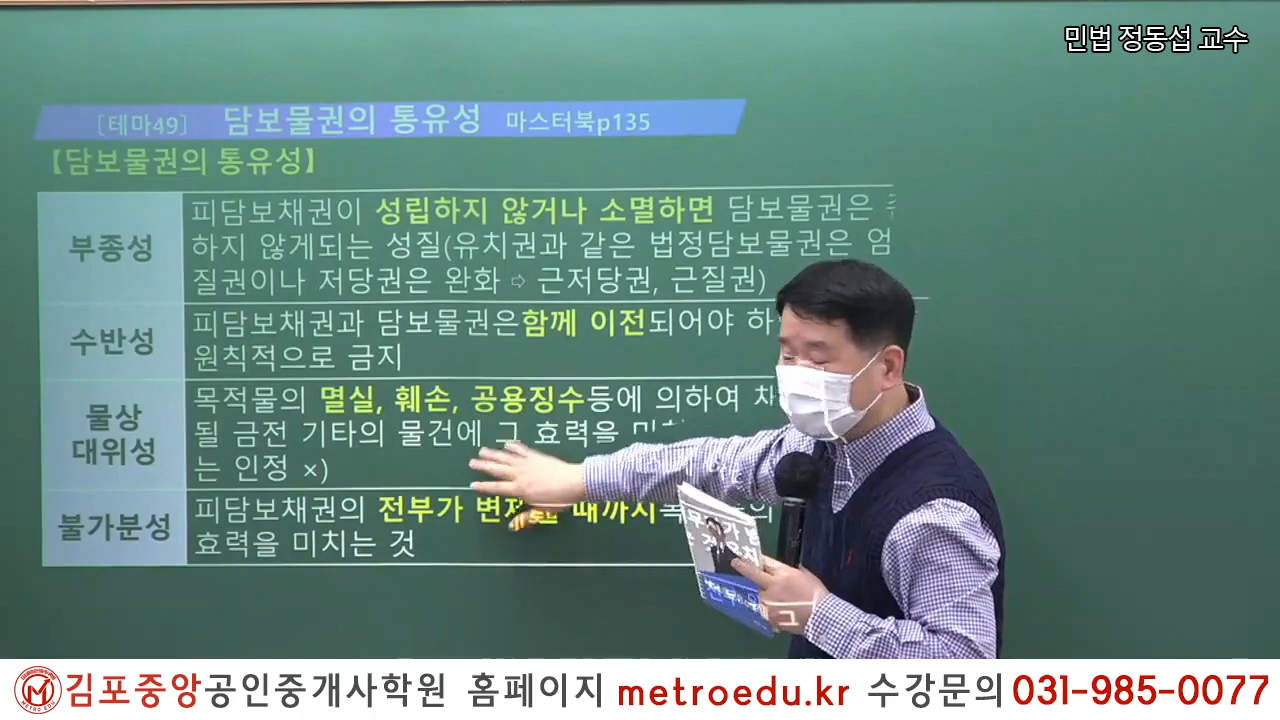 민법 정동섭 교수
[테마49] 담보물권의 통유성 마스터북p135
【담보물권의 통유성】
부종성
피담보채권이 성립하지 않거나 소멸하면 담보물권은
하지 않게되는 성질(유치권과 같은 법정담보물권은 엄
질권이나 저당권은 완화 ⇨ 근저당권, 근질권)
수반성
피담보채권과 담보물권은함께 이전되어야 하
원칙적으로 금지
물상
대위성
목적물의 멸실, 훼손, 공용징수등에 의하여
될 금전 기타의 물건에 그 효력을
는 인정 ×)
불가분성
피담보채권의 전부가 변제 때까지
효력을 미치는 것
김포중앙공인중개사학원 홈페이지 metroedu.kr 수강문의 031-985-0077
METRO EDU